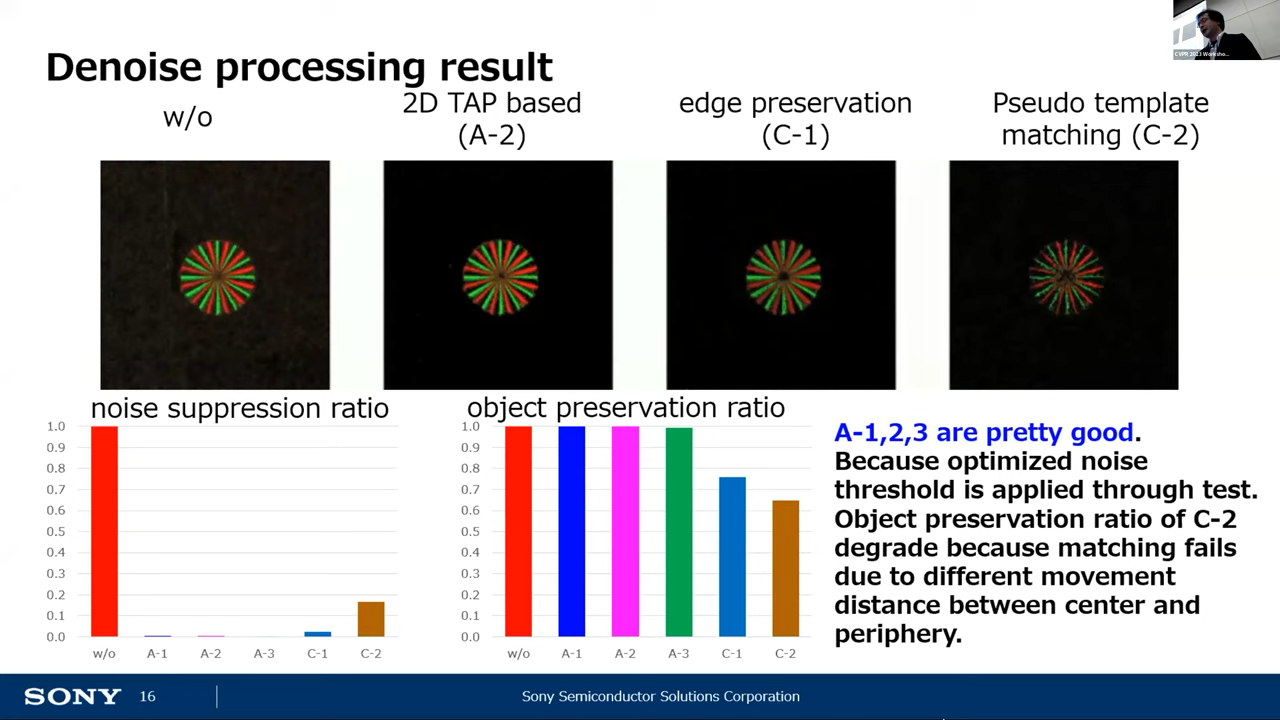 Denoise processing result
CVPR 2023 Worksho...
w/o
2D TAP based
(A-2)
edge preservation
(C-1)
Pseudo template
matching (C-2)
noise suppression ratio
1.0
0.9
0.8
0.7
0.6
0.5
0.4
0.3
0.2
0.1
0.0
w/o A-1 A-2 A-3 C-1 C-2
object preservation ratio
1.0
0.9
0.8
0.7
0.6
0.5
0.4
0.3
0.2
0.1
0.0
w/o A-1 A-2 A-3 C-1 C-2
A-1,2,3 are pretty good.
Because optimized noise
threshold is applied through test.
Object preservation ratio of C-2
degrade because matching fails
due to different movement
distance between center and
periphery.
SONY 16 Sony Semiconductor Solutions Corporation